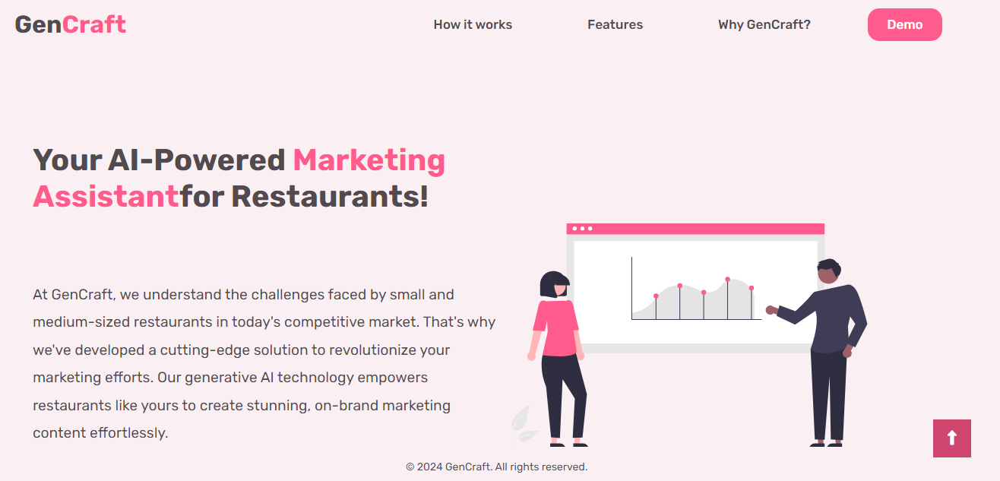 GenCraft
How it works
Features
Why GenCraft?
Demo
Your AI-Powered Marketing
Assistantfor Restaurants!
At GenCraft, we understand the challenges faced by small and
medium-sized restaurants in today's competitive market. That's why
we've developed a cutting-edge solution to revolutionize your
marketing efforts. Our generative AI technology empowers
restaurants like yours to create stunning, on-brand marketing
content effortlessly.
© 2024 GenCraft. All rights reserved.